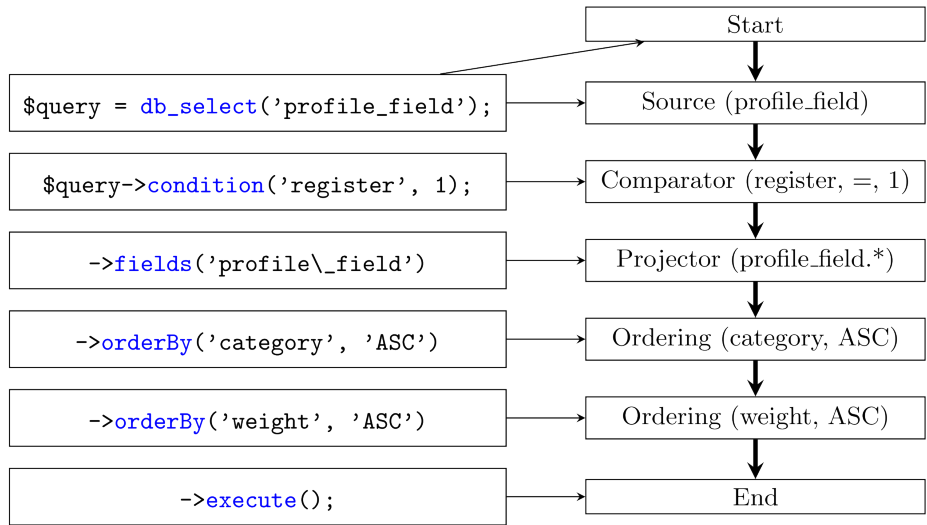 Start
$query = db_select('profile_field');
Source (profile_field)
$query->condition('register', 1);
Comparator (register, =, 1)
->fields('profile\_field')
Projector (profile_field.*)
->orderBy('category', 'ASC')
Ordering (category, ASC)
->orderBy('weight', 'ASC')
Ordering (weight, ASC)
->execute();
End